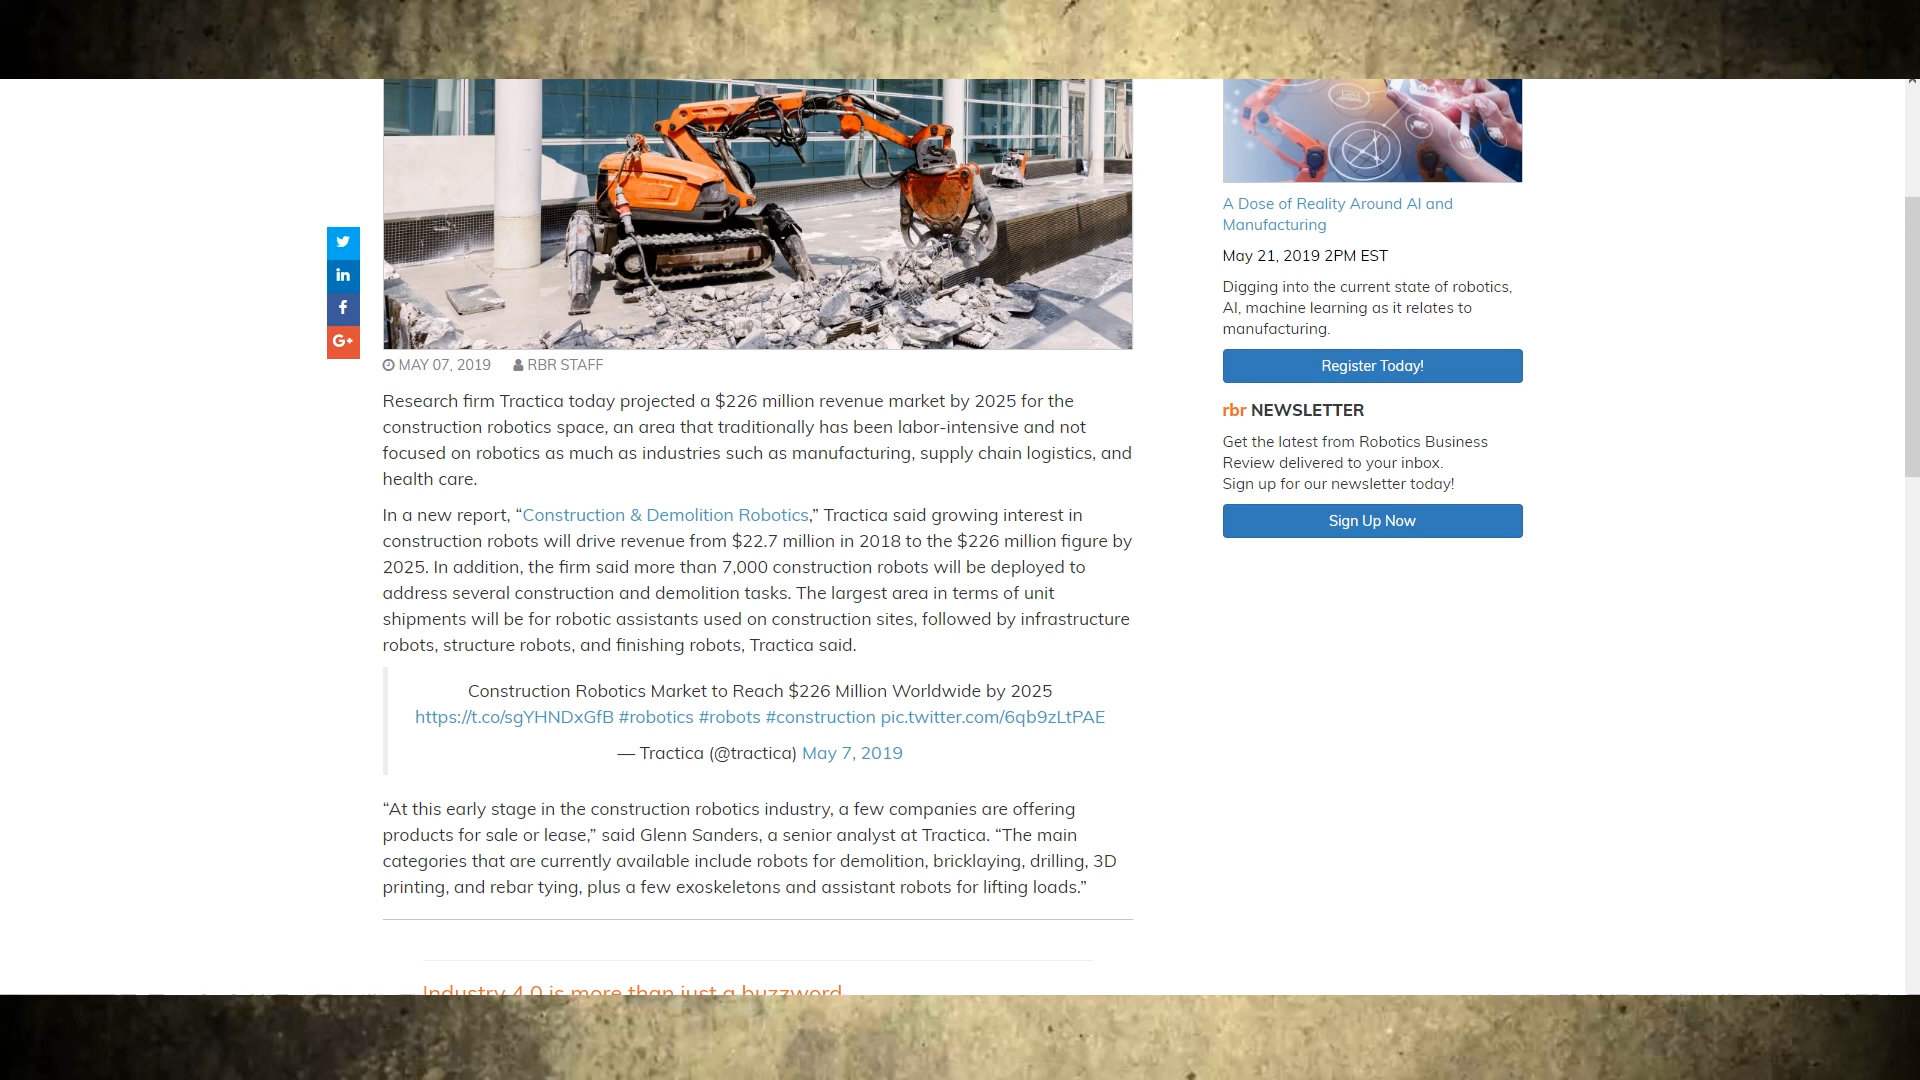 MAY 07, 2019 RBR STAFF
Research firm Tractica today projected a $226 million revenue market by 2025 for the
construction robotics space, an area that traditionally has been labor-intensive and not
focused on robotics as much as industries such as manufacturing, supply chain logistics, and
health care.
In a new report, “Construction & Demolition Robotics,” Tractica said growing interest in
construction robots will drive revenue from $22.7 million in 2018 to the $226 million figure by
2025. In addition, the firm said more than 7,000 construction robots will be deployed to
address several construction and demolition tasks. The largest area in terms of unit
shipments will be for robotic assistants used on construction sites, followed by infrastructure
robots, structure robots, and finishing robots, Tractica said.
Construction Robotics Market to Reach $226 Million Worldwide by 2025
https://t.co/sgYHNDxGfB #robotics #robots #construction pic.twitter.com/6qb9zLtPAE
— Tractica (@tractica) May 7, 2019
“At this early stage in the construction robotics industry, a few companies are offering
products for sale or lease,” said Glenn Sanders, a senior analyst at Tractica. “The main
categories that are currently available include robots for demolition, bricklaying, drilling, 3D
printing, and rebar tying, plus a few exoskeletons and assistant robots for lifting loads.”
Industry 4.0 is more than just a buzzword
A Dose of Reality Around AI and
Manufacturing
May 21, 2019 2PM EST
Digging into the current state of robotics,
AI, machine learning as it relates to
manufacturing.
Register Today!
rbr NEWSLETTER
Get the latest from Robotics Business
Review delivered to your inbox.
Sign up for our newsletter today!
Sign Up Now